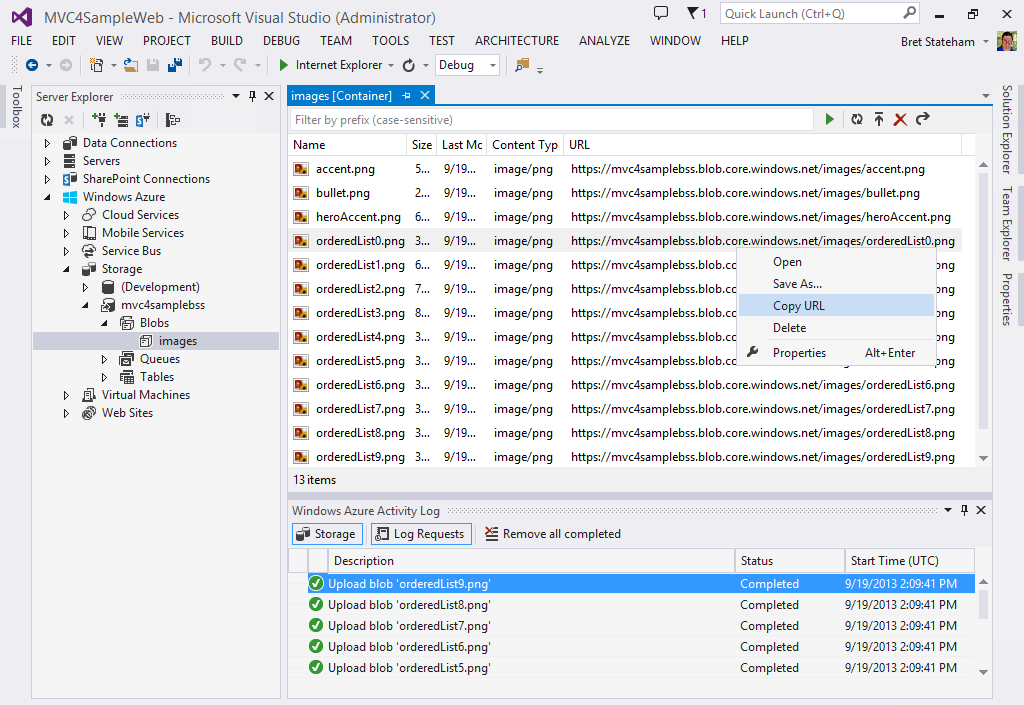 MVC4SampleWeb - Microsoft Visual Studio (Administrator)
1
Quick Launch (Ctrl+Q)
FILE EDIT VIEW PROJECT BUILD DEBUG TEAM TOOLS TEST ARCHITECTURE ANALYZE WINDOW HELP
Bret Stateham
Internet Explorer
Debug
Toolbox
Server Explorer
Data Connections
Servers
SharePoint Connections
Windows Azure
Cloud Services
Mobile Services
Service Bus
Storage
(Development)
mvc4samplebss
Blobs
images
Queues
Tables
Virtual Machines
Web Sites
images [Container]
Filter by prefix (case-sensitive)
Name Size Last Mc Content Typ URL
accent.png 5... 9/19... image/png https://mvc4samplebss.blob.core.windows.net/images/accent.png
bullet.png 2... 9/19... image/png https://mvc4samplebss.blob.core.windows.net/images/bullet.png
heroAccent.png 6... 9/19... image/png https://mvc4samplebss.blob.core.windows.net/images/heroAccent.png
orderedList0.png 3... 9/19... image/png https://mvc4samplebss.blob.core.windows.net/images/orderedList0.png
orderedList1.png 6... 9/19... image/png https://mvc4samplebss.blob.cc ng
orderedList2.png 7... 9/19... image/png https://mvc4samplebss.blob.cc ng
orderedList3.png 8... 9/19... image/png https://mvc4samplebss.blob.cc ng
orderedList4.png 3... 9/19... image/png https://mvc4samplebss.blob.cc ng
orderedList5.png 3... 9/19... image/png https://mvc4samplebss.blob.cc ng
orderedList6.png 3... 9/19... image/png https://mvc4samplebss.blob.core.windows.net/images/orderedList6.png
orderedList7.png 3... 9/19... image/png https://mvc4samplebss.blob.core.windows.net/images/orderedList7.png
orderedList8.png 3... 9/19... image/png https://mvc4samplebss.blob.core.windows.net/images/orderedList8.png
orderedList9.png 3... 9/19... image/png https://mvc4samplebss.blob.core.windows.net/images/orderedList9.png
Open
Save As...
Copy URL
Delete
Properties Alt+Enter
13 items
Windows Azure Activity Log
Storage Log Requests Remove all completed
Description Status Start Time (UTC)
Upload blob 'orderedList9.png' Completed 9/19/2013 2:09:41 PM
Upload blob 'orderedList8.png' Completed 9/19/2013 2:09:41 PM
Upload blob 'orderedList7.png' Completed 9/19/2013 2:09:41 PM
Upload blob 'orderedList6.png' Completed 9/19/2013 2:09:41 PM
Upload blob 'orderedList5.png' Completed 9/19/2013 2:09:41 PM
Solution Explorer
Team Explorer
Properties